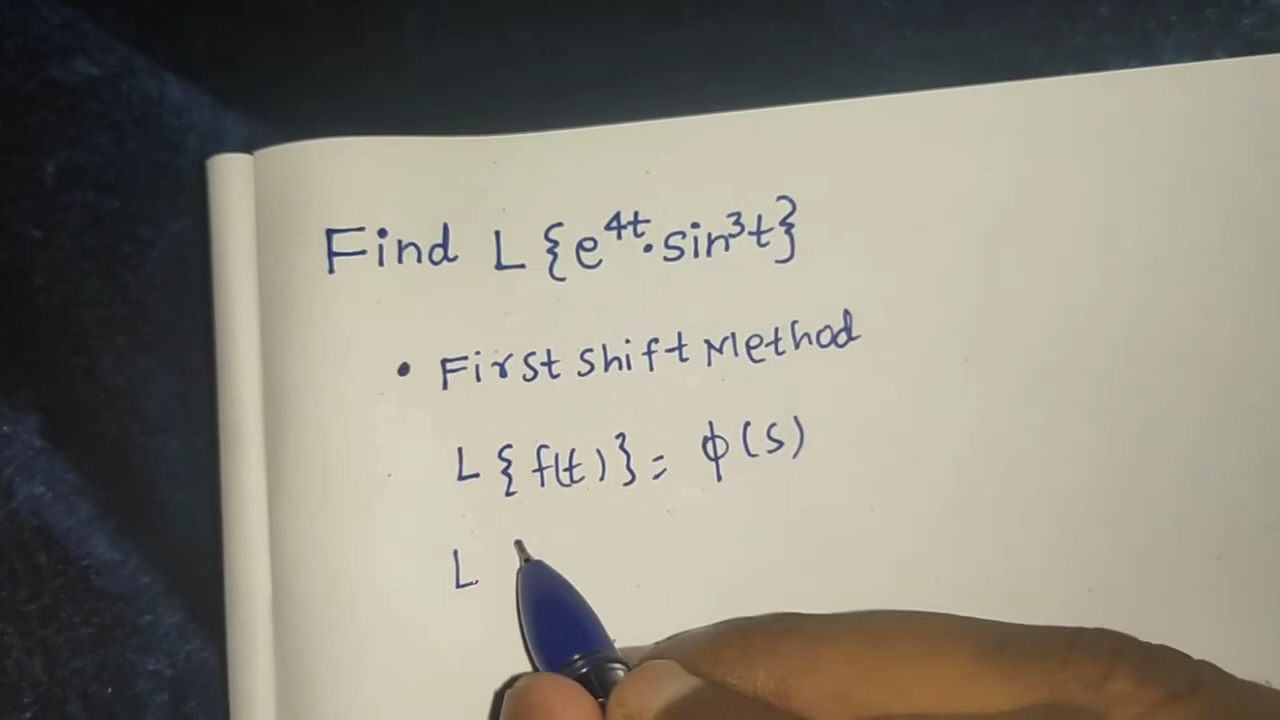 Find L{e^4t.sin^3t}
• First shift Method
L{f(t)} = φ(s)
L